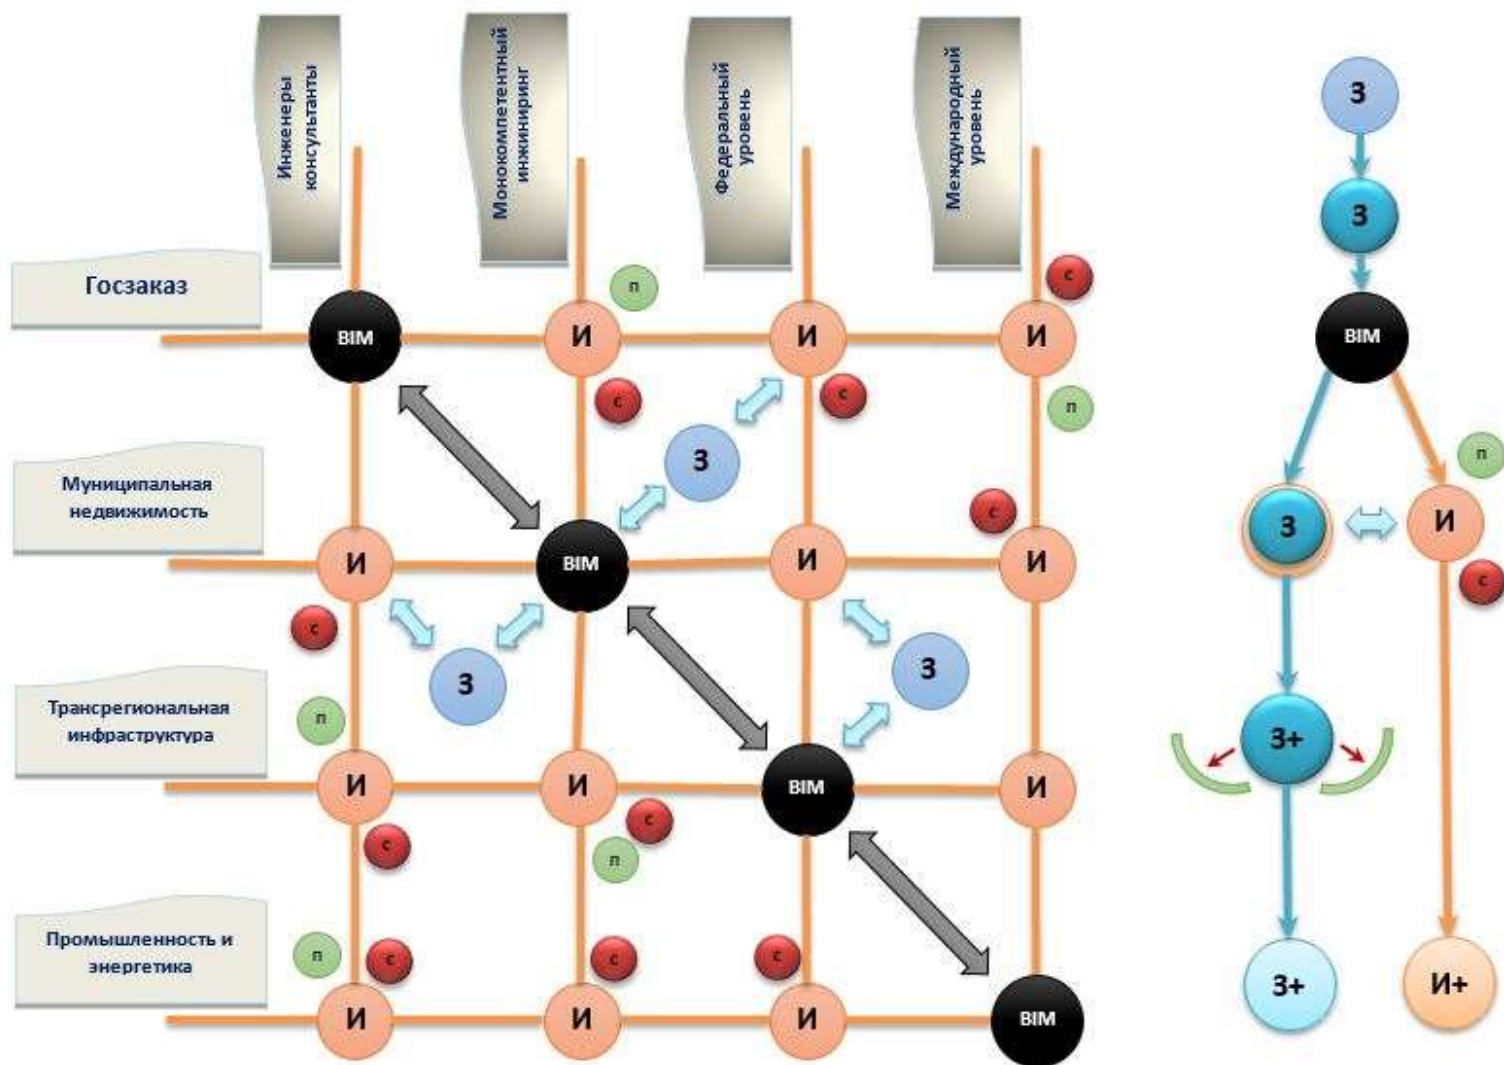 Инженеры
консультанты
Монокомпетентный
инжиниринг
Федеральный
уровень
Международный
уровень
З
З
Госзаказ
п
с
BIM
И
И
И
BIM
с
с
п
З
п
Муниципальная
недвижимость
с
З
И
И
BIM
И
И
с
с
З
З
Трансрегиональная
инфраструктура
п
З+
И
И
BIM
И
с
с
п
Промышленность и
энергетика
п
с
с
с
З+
И+
И
И
И
BIM